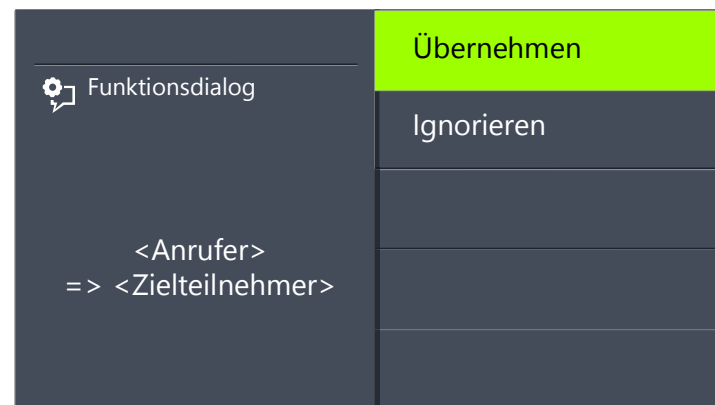 Funktionsdialog
<Anrufer>
=> <Zielteilnehmer>
Übernehmen
Ignorieren